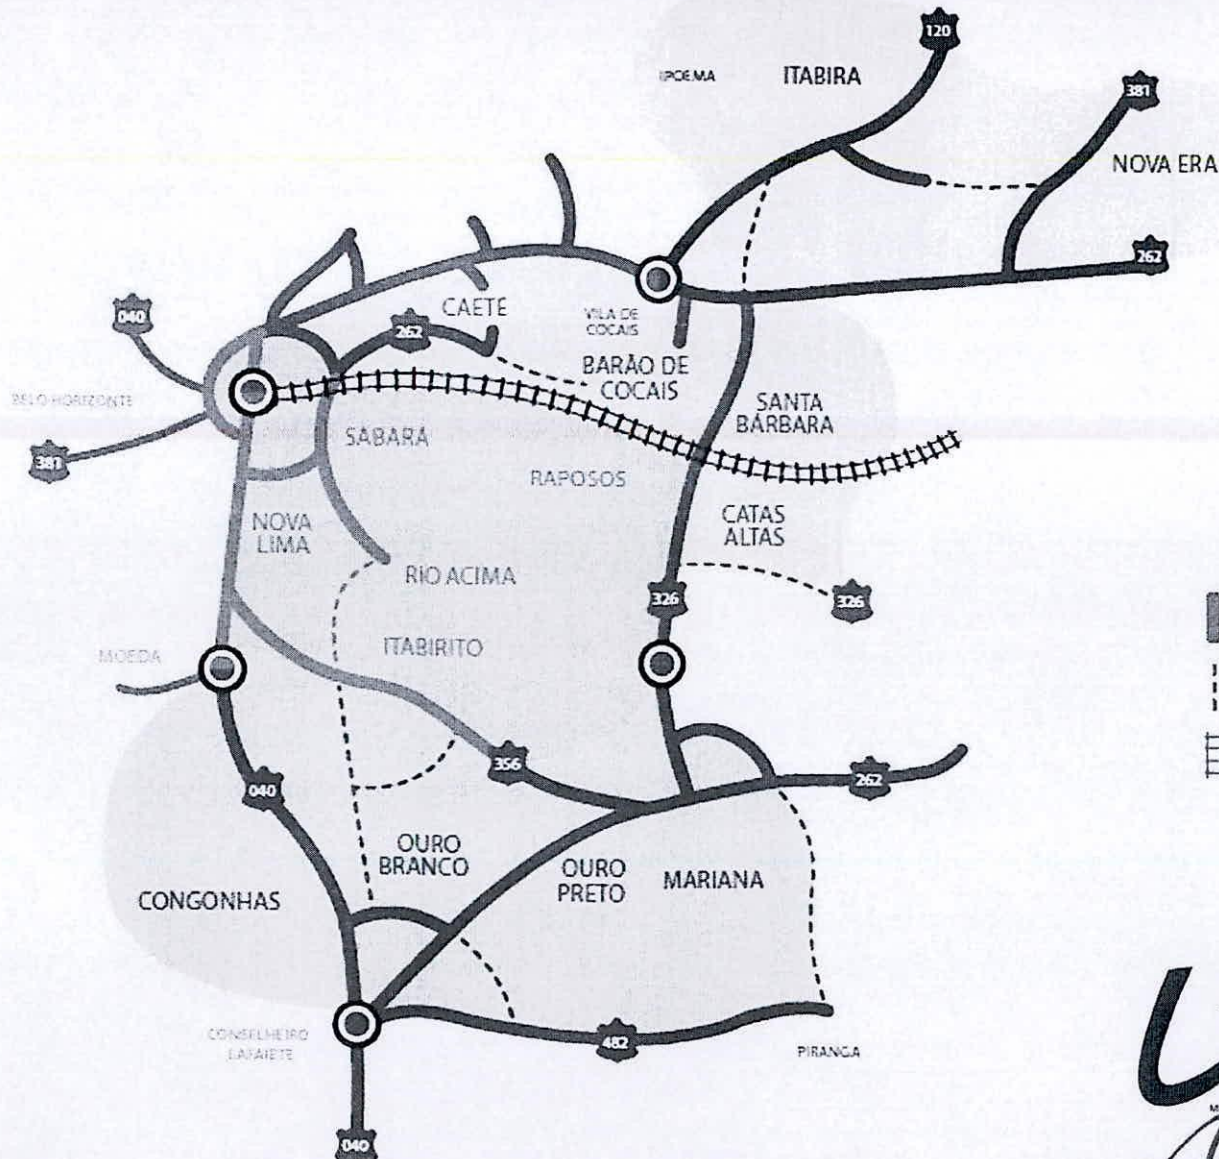 120
IPOEMA
ITABIRA
381
NOVA ERA
262
040
CAETE
VILA DE
COCAIS
262
BARÃO DE
COCAIS
BELO HORIZONTE
SABARA
SANTA
BÁRBARA
381
RAPOSOS
NOVA
LIMA
CATAS
ALTAS
RIO ACIMA
326
326
ITABIRITO
MOEDA
356
262
040
OURO
BRANCO
OURO
PRETO
MARIANA
CONGONHAS
CONSELHEIRO
LAFAIETE
482
PIRANGA
040